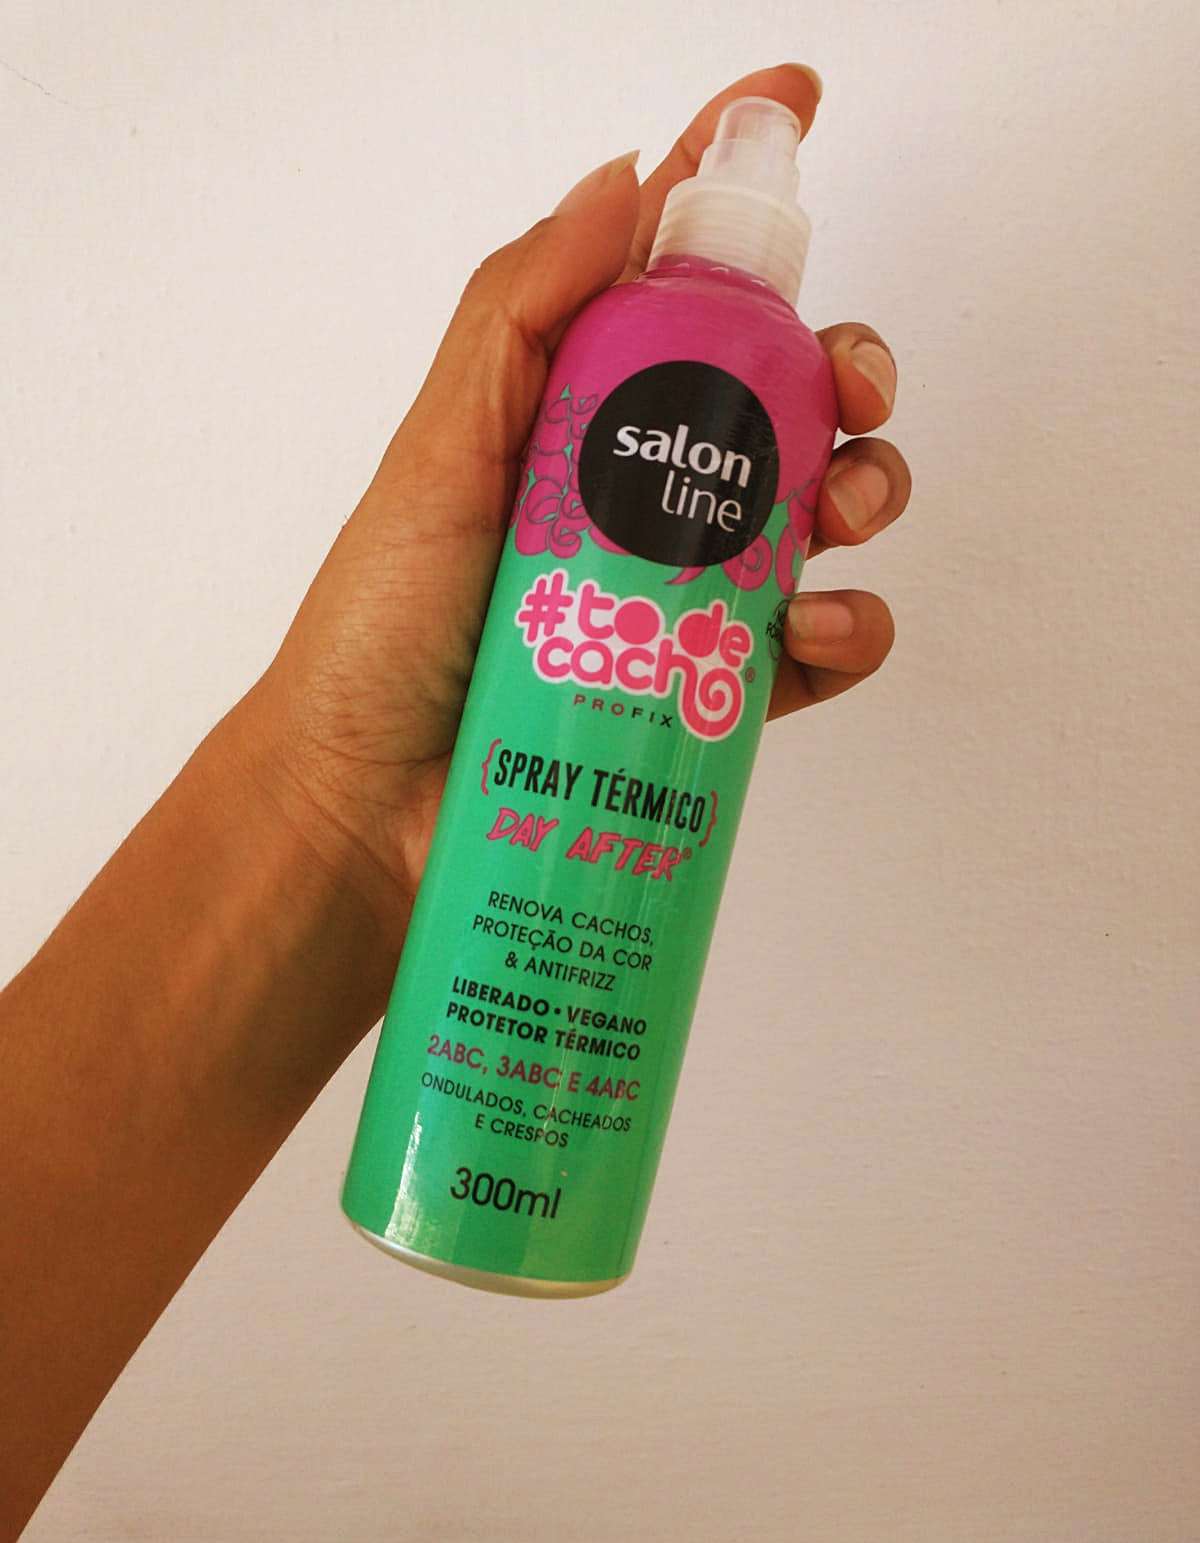 salon
line
#to de
cacho®
PROFIX
{SPRAY TÉRMICO}
DAY AFTER®
RENOVA CACHOS,
PROTEÇÃO DA COR
& ANTIFRIZZ
LIBERADO • VEGANO
PROTETOR TÉRMICO
2ABC, 3ABC E 4ABC
ONDULADOS, CACHEADOS
E CRESPOS
300ml